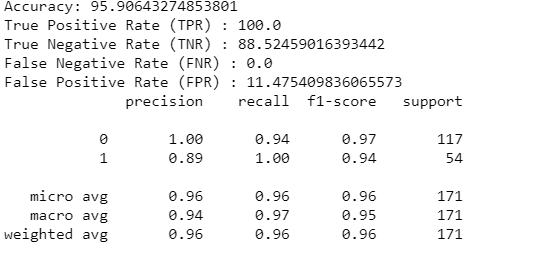 Accuracy: 95.90643274853801
True Positive Rate (TPR) : 100.0
True Negative Rate (TNR) : 88.52459016393442
False Negative Rate (FNR) : 0.0
False Positive Rate (FPR) : 11.475409836065573
precision recall f1-score support
0 1.00 0.94 0.97 117
1 0.89 1.00 0.94 54
micro avg 0.96 0.96 0.96 171
macro avg 0.94 0.97 0.95 171
weighted avg 0.96 0.96 0.96 171